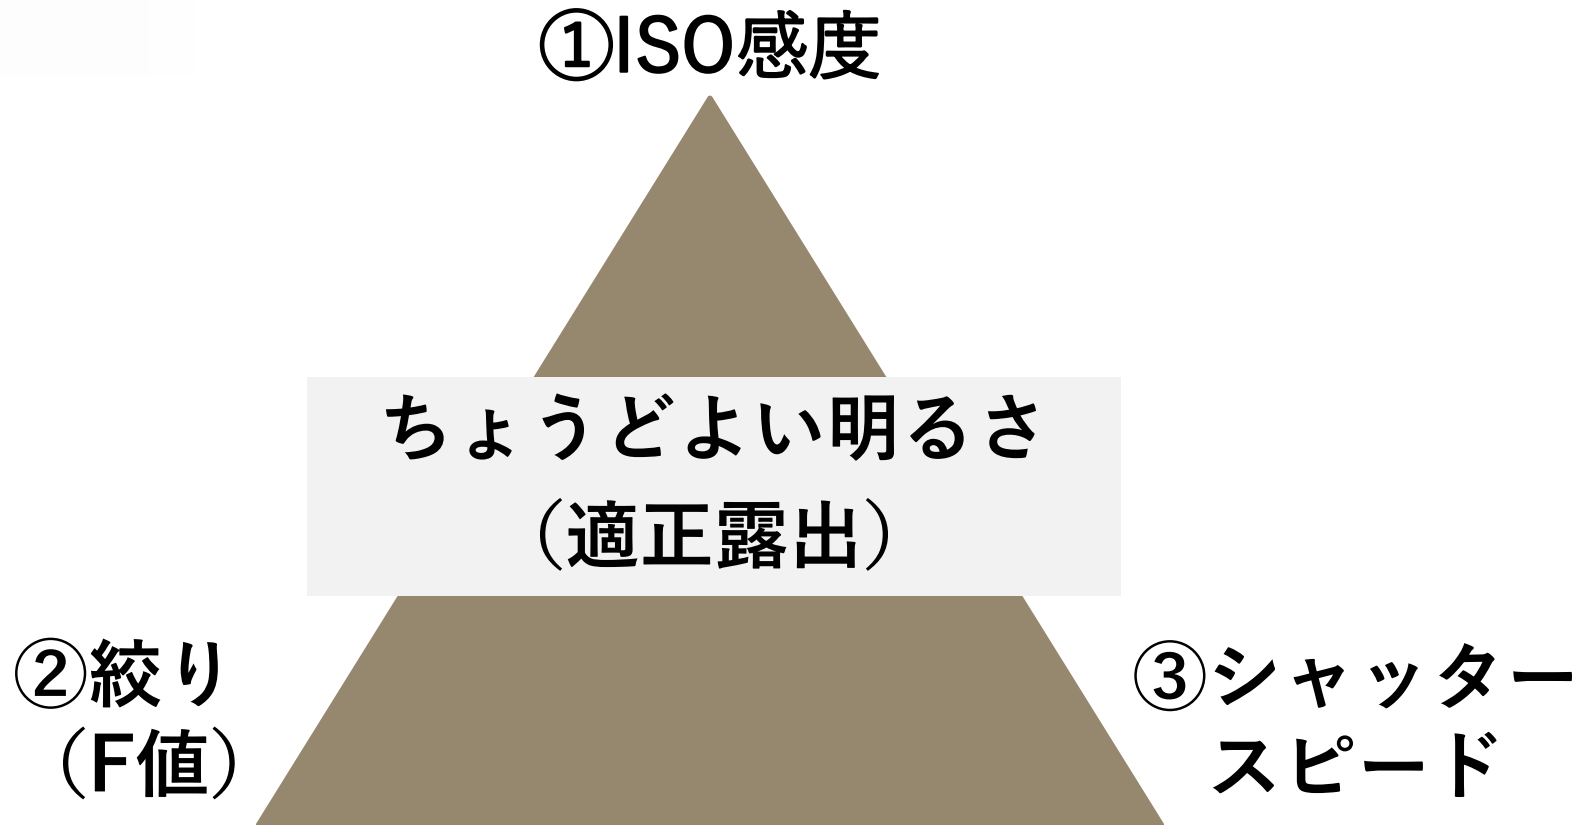 ①ISO感度
ちょうどよい明るさ
（適正露出）
②絞り
（F値）
③シャッター
スピード